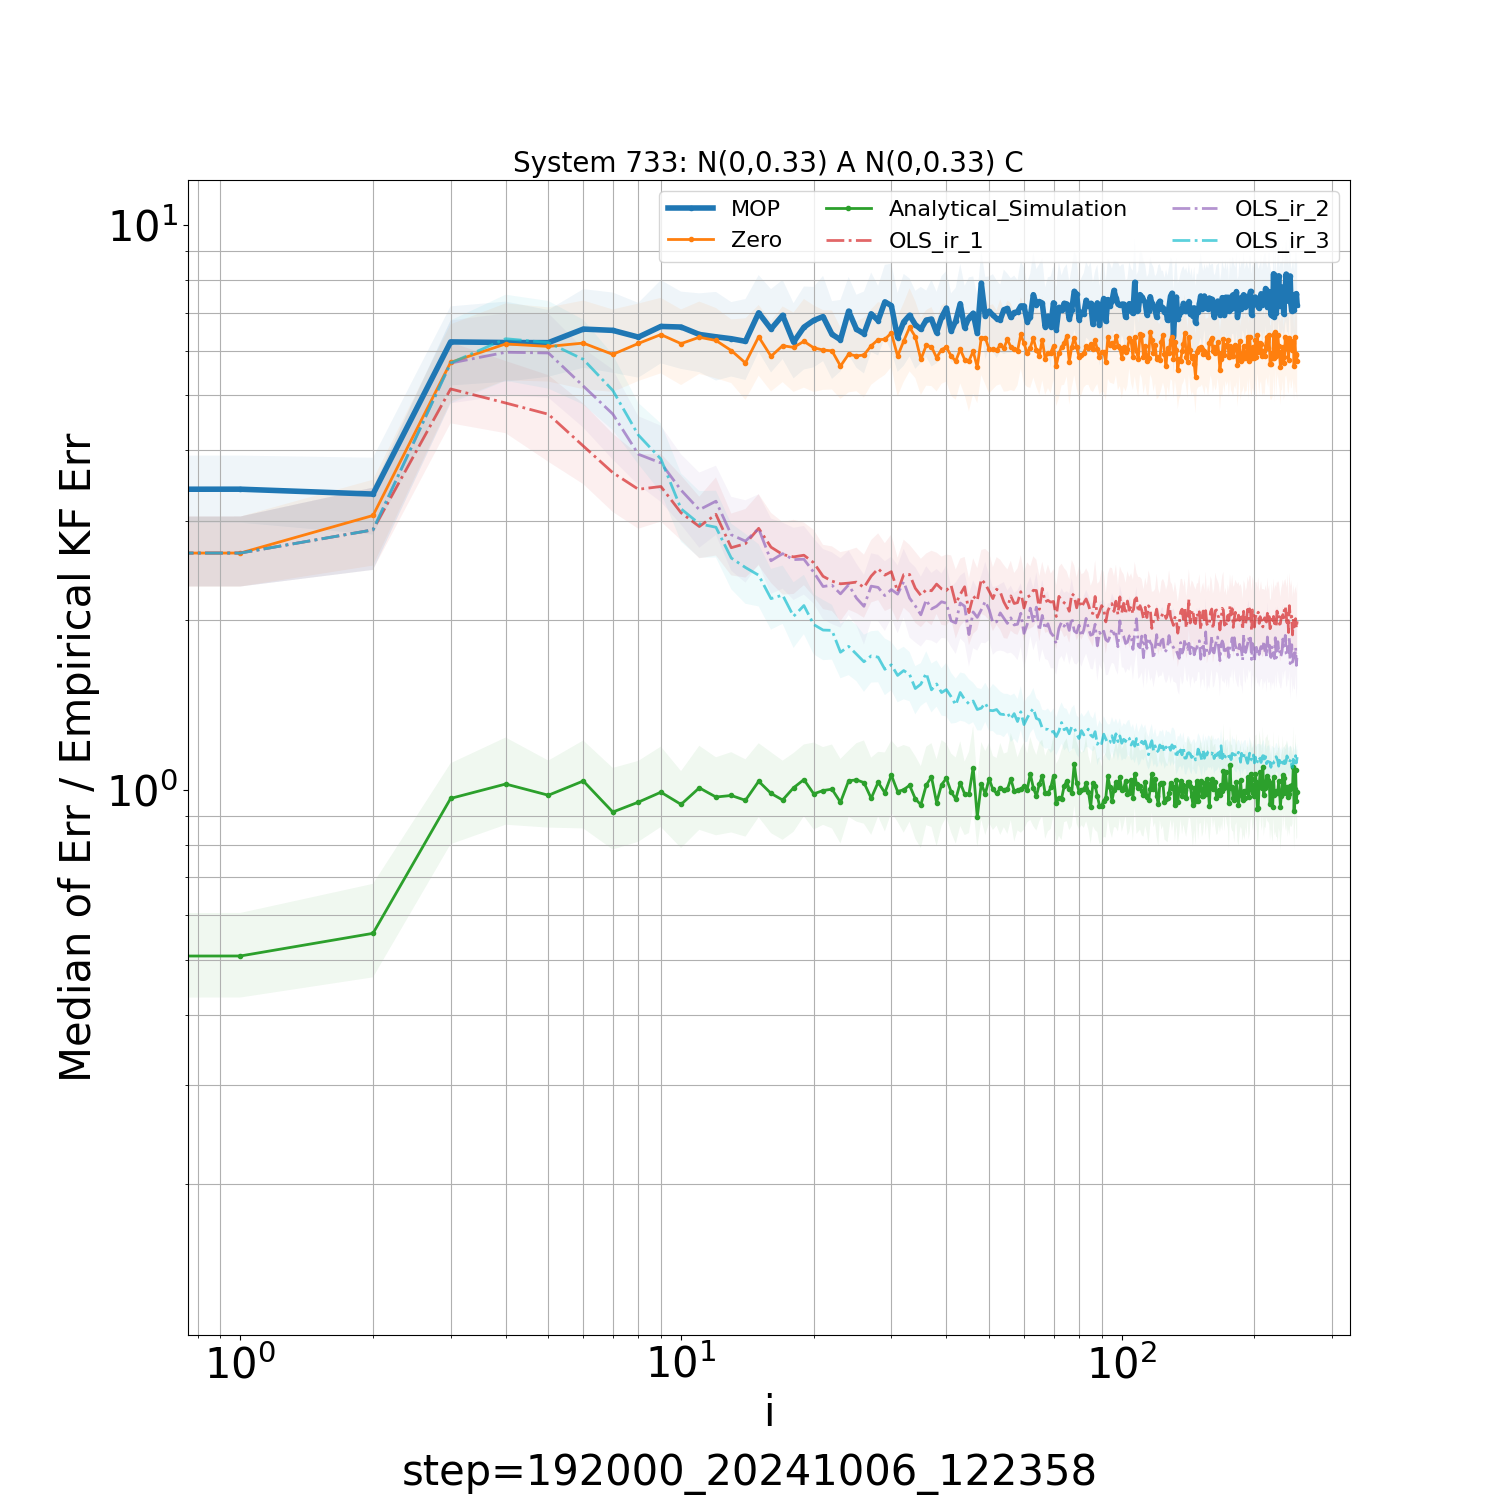 System 733: N(0,0.33) A N(0,0.33) C
MOP
Zero
Analytical_Simulation
OLS_ir_1
OLS_ir_2
OLS_ir_3
Median of Err / Empirical KF Err
10¹
10⁰
10⁰ 10¹ 10²
i
step=192000_20241006_122358